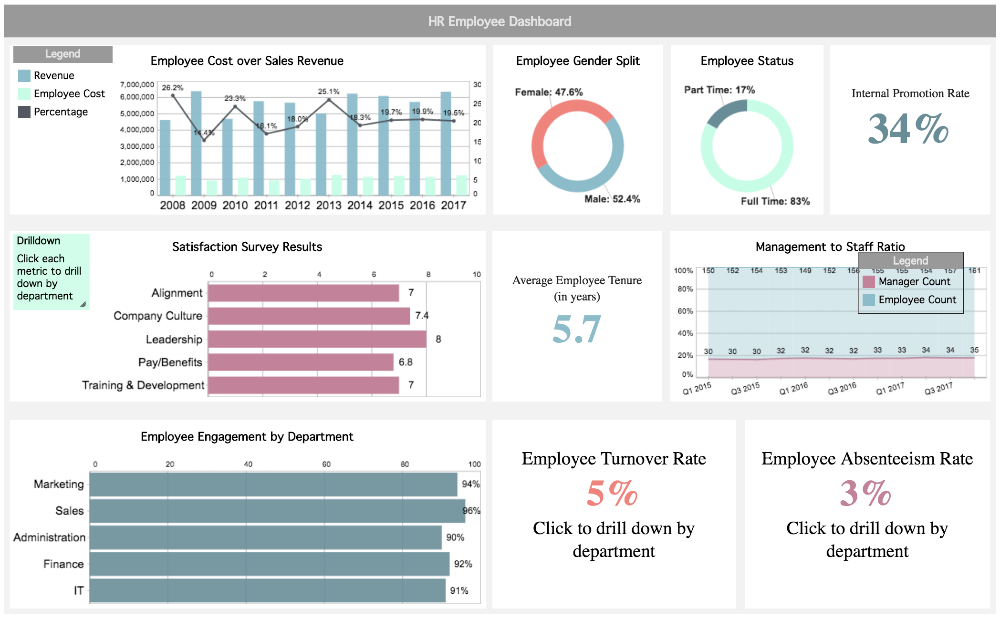 HR Employee Dashboard
Legend
Revenue
Employee Cost
Percentage
Employee Cost over Sales Revenue
7,000,000
6,000,000
5,000,000
4,000,000
3,000,000
2,000,000
1,000,000
0
26.2%
14.4%
23.3%
16.1%
18.0%
25.1%
18.3%
19.7%
19.9%
19.5%
30
25
20
15
10
5
0
2008 2009 2010 2011 2012 2013 2014 2015 2016 2017
Employee Gender Split
Female: 47.6%
Male: 52.4%
Employee Status
Part Time: 17%
Full Time: 83%
Internal Promotion Rate
34%
Drilldown
Click each
metric to drill
down by
department
Satisfaction Survey Results
0 2 4 6 8 10
Alignment 7
Company Culture 7.4
Leadership 8
Pay/Benefits 6.8
Training & Development 7
Average Employee Tenure
(in years)
5.7
Management to Staff Ratio
Legend
Manager Count
Employee Count
100%
80%
60%
40%
20%
0%
150 152 154 153 149 152 156 155 155 154 157 161
30 30 30 32 32 32 32 33 33 34 34 35
Q1 2015 Q3 2015 Q1 2016 Q3 2016 Q1 2017 Q3 2017
Employee Engagement by Department
0 20 40 60 80 100
Marketing 94%
Sales 96%
Administration 90%
Finance 92%
IT 91%
Employee Turnover Rate
5%
Click to drill down by
department
Employee Absenteeism Rate
3%
Click to drill down by
department